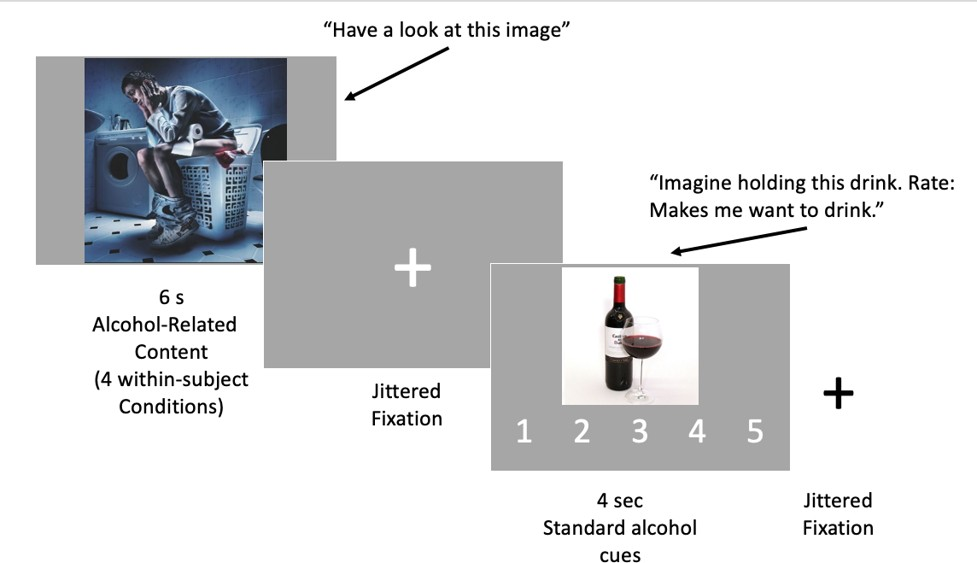 “Have a look at this image”
“Imagine holding this drink. Rate:
Makes me want to drink.”
6 s
Alcohol-Related
Content
(4 within-subject
Conditions)
Jittered
Fixation
1 2 3 4 5
4 sec
Standard alcohol
cues
Jittered
Fixation